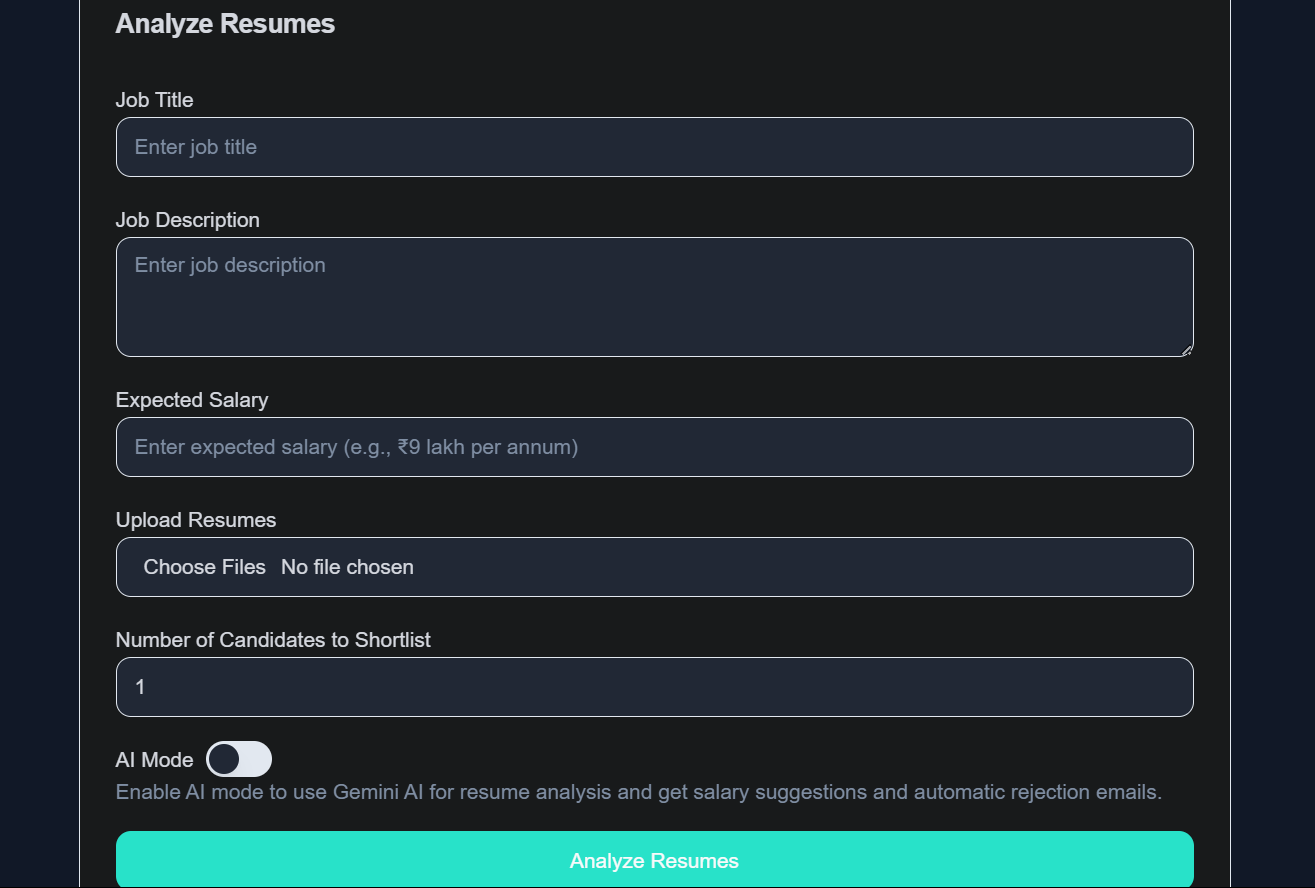 Analyze Resumes
Job Title
Enter job title
Job Description
Enter job description
Expected Salary
Enter expected salary (e.g., ₹9 lakh per annum)
Upload Resumes
Choose Files No file chosen
Number of Candidates to Shortlist
1
AI Mode
Enable AI mode to use Gemini AI for resume analysis and get salary suggestions and automatic rejection emails.
Analyze Resumes